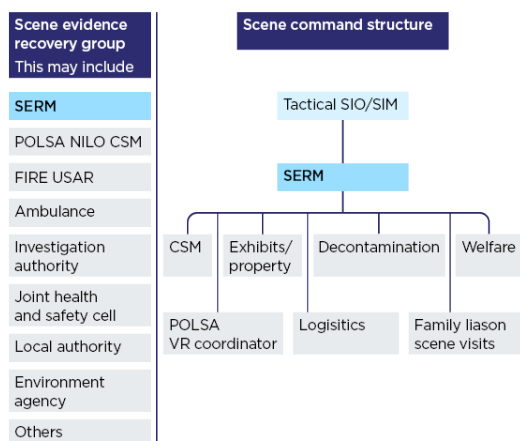 Scene evidence
recovery group
This may include
SERM
POLSA NILO CSM
FIRE USAR
Ambulance
Investigation
authority
Joint health
and safety cell
Local authority
Environment
agency
Others
Scene command structure
Tactical SIO/SIM
SERM
CSM
Exhibits/
property
Decontamination
Welfare
POLSA
VR coordinator
Logisitics
Family liason
scene visits